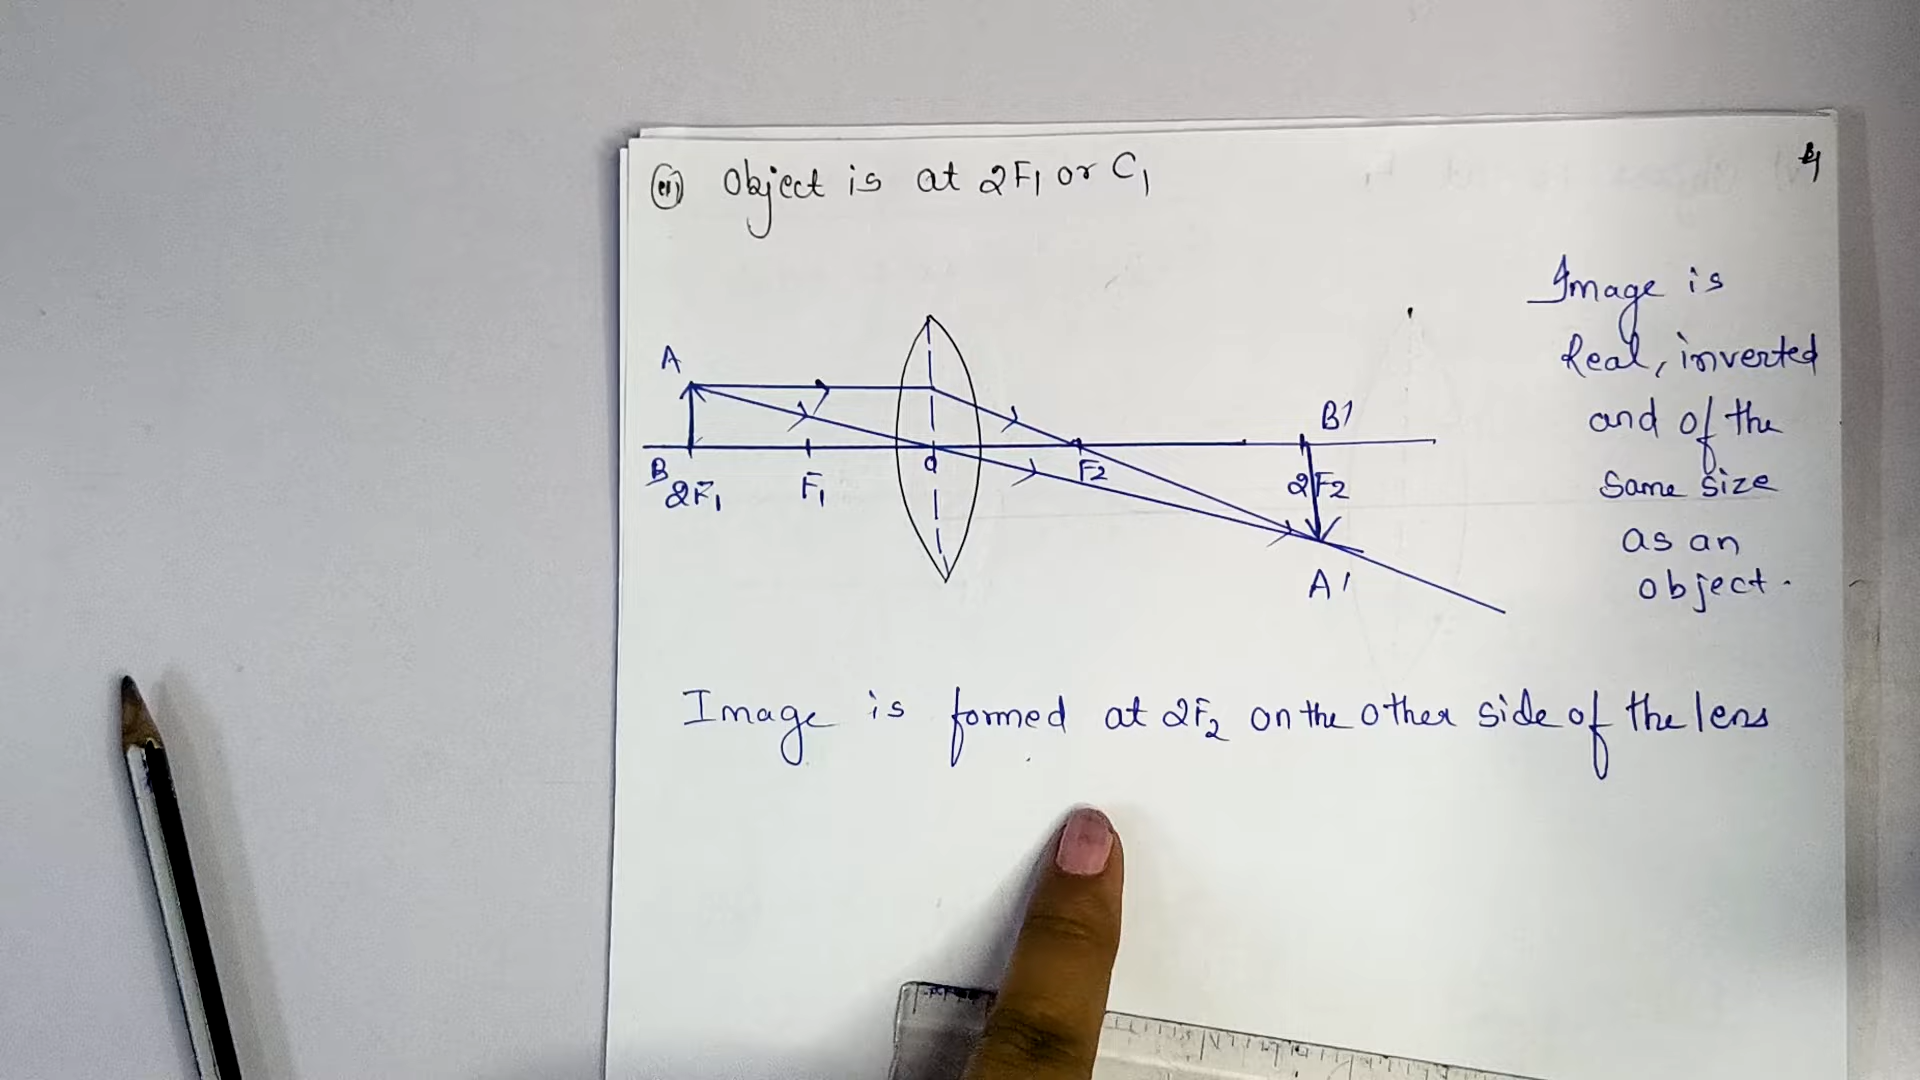 Object is at 2F1 or C1
Image is
Real, inverted
and of the
same size
as an
object.
A
B
2F1
F1
O
F2
B1
2F2
A1
Image is formed at 2F2 on the other side of the lens